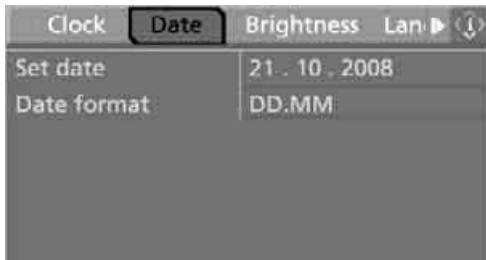 Clock Date Brightness Lan
Set date 21 . 10 . 2008
Date format DD.MM